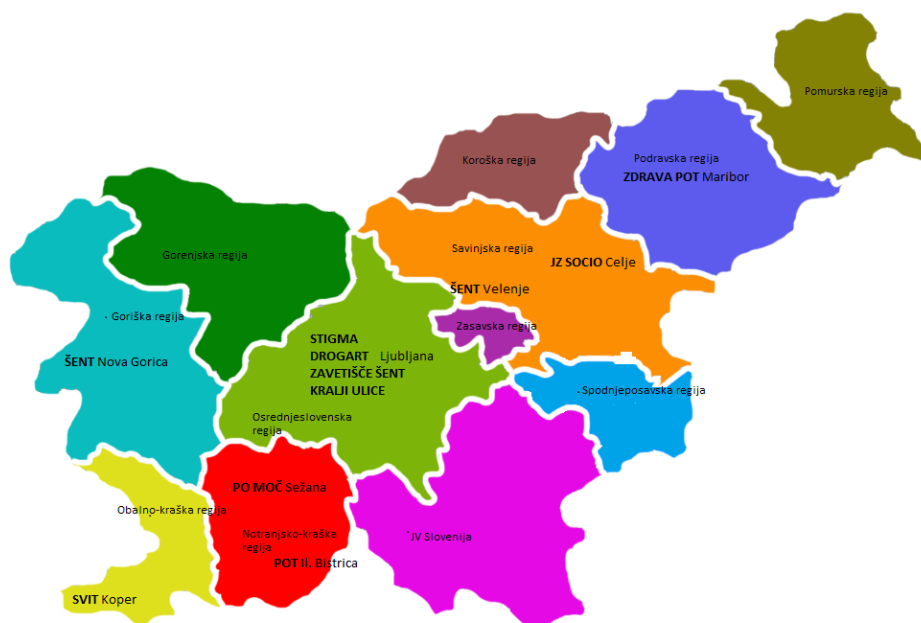 Pomurska regija
Koroška regija
Podravska regija
ZDRAVA POT Maribor
Gorenjska regija
Savinjska regija
JZ SOCIO Celje
ŠENT Velenje
Goriška regija
ŠENT Nova Gorica
Zasavska regija
STIGMA
DROGART Ljubljana
ZAVETIŠČE ŠENT
KRALJI ULICE
Osrednjeslovenska
regija
Spodnjeposavska regija
PO MOČ Sežana
Obalno-kraška regija
Notranjsko-kraška
regija
POT Il. Bistrica
JV Slovenija
SVIT Koper